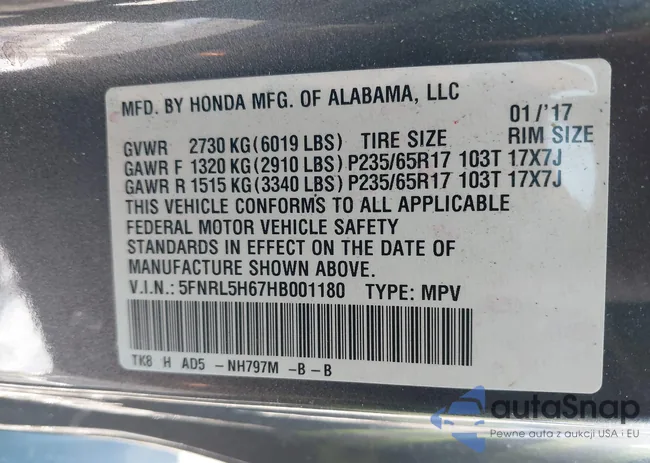 MFD. BY HONDA MFG. OF ALABAMA, LLC 01/'17
GVWR 2730 KG(6019 LBS) TIRE SIZE RIM SIZE
GAWR F 1320 KG(2910 LBS) P235/65R17 103T 17X7J
GAWR R 1515 KG(3340 LBS) P235/65R17 103T 17X7J
THIS VEHICLE CONFORMS TO ALL APPLICABLE
FEDERAL MOTOR VEHICLE SAFETY
STANDARDS IN EFFECT ON THE DATE OF
MANUFACTURE SHOWN ABOVE.
V.I.N.: 5FNRL5H67HB001180 TYPE: MPV
TK8 H AD5 - NH797M -B - B
autoSnap
Pewne auta z aukcji USA i EU